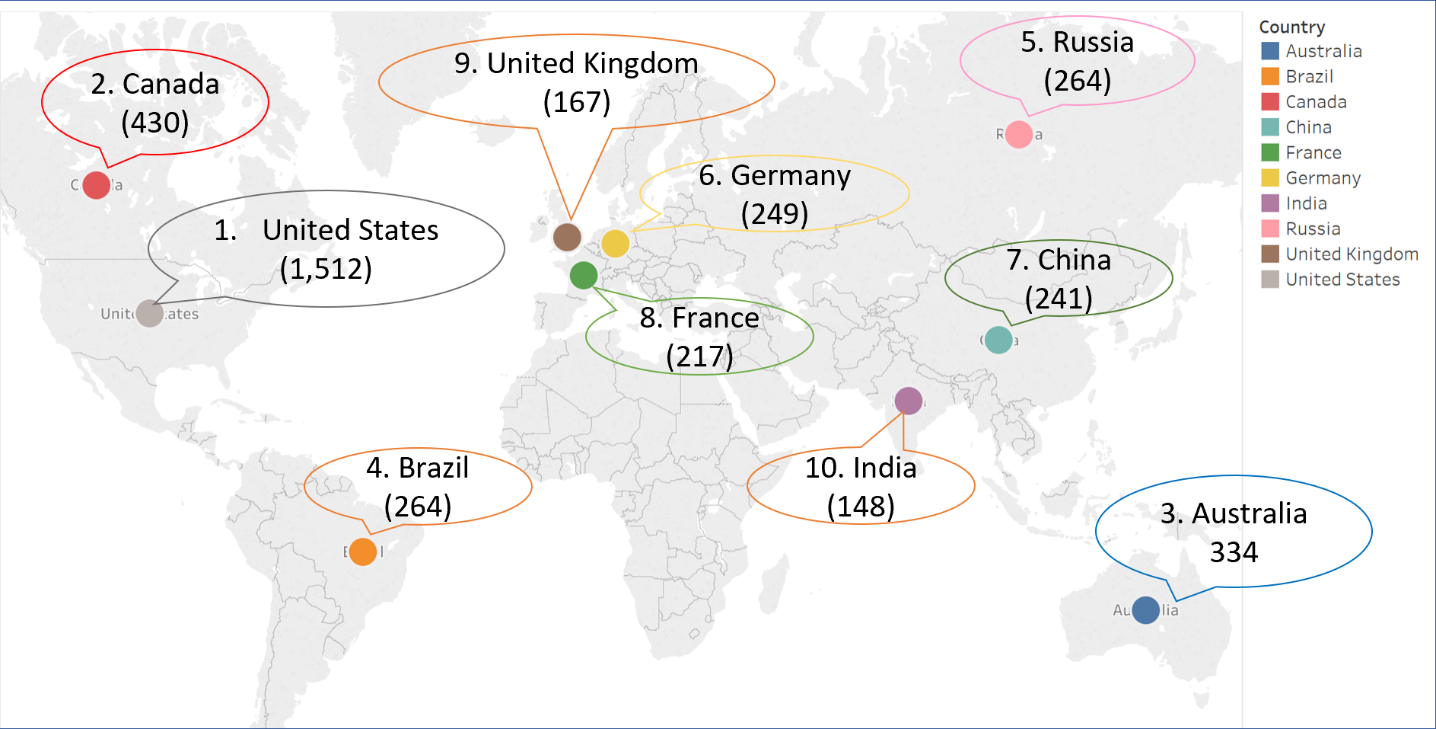 2. Canada
(430)
9. United Kingdom
(167)
5. Russia
(264)
6. Germany
(249)
1. United States
(1,512)
7. China
(241)
8. France
(217)
4. Brazil
(264)
10. India
(148)
3. Australia
334
Country
Australia
Brazil
Canada
China
France
Germany
India
Russia
United Kingdom
United States